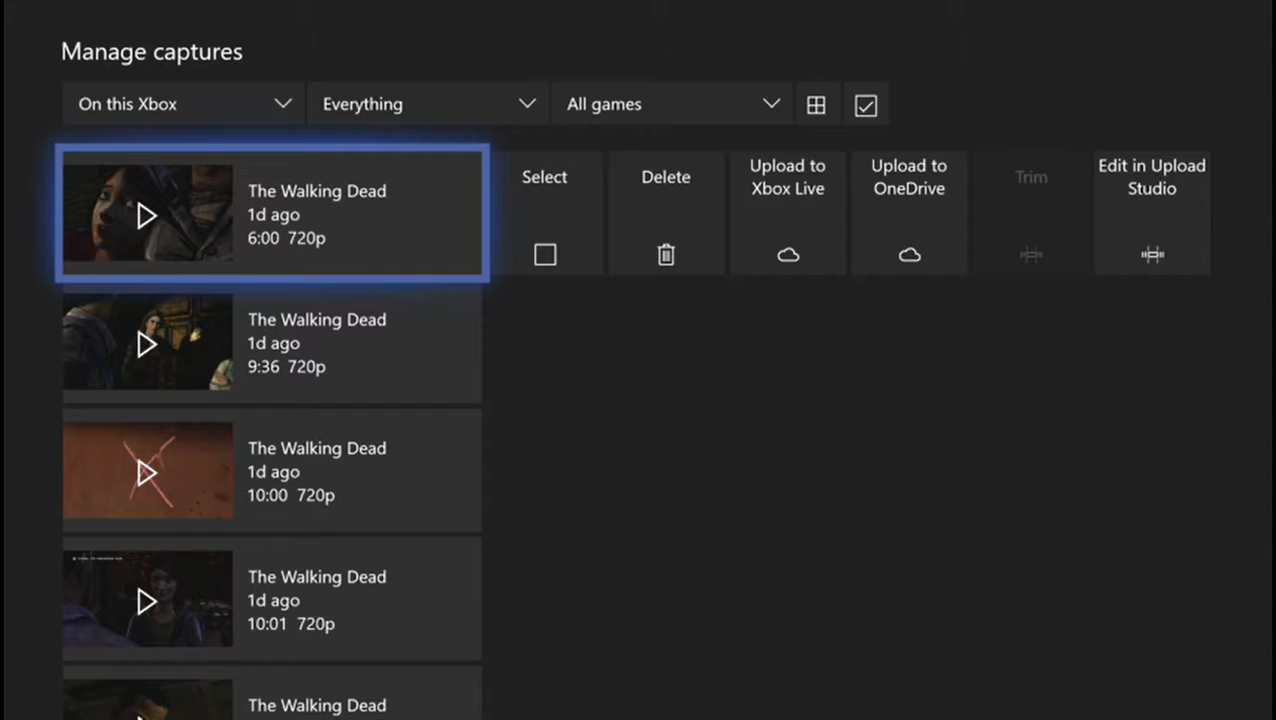 Manage captures
On this Xbox
Everything
All games
The Walking Dead
1d ago
6:00 720p
Select
Delete
Upload to
Xbox Live
Upload to
OneDrive
Trim
Edit in Upload
Studio
The Walking Dead
1d ago
9:36 720p
The Walking Dead
1d ago
10:00 720p
The Walking Dead
1d ago
10:01 720p
The Walking Dead